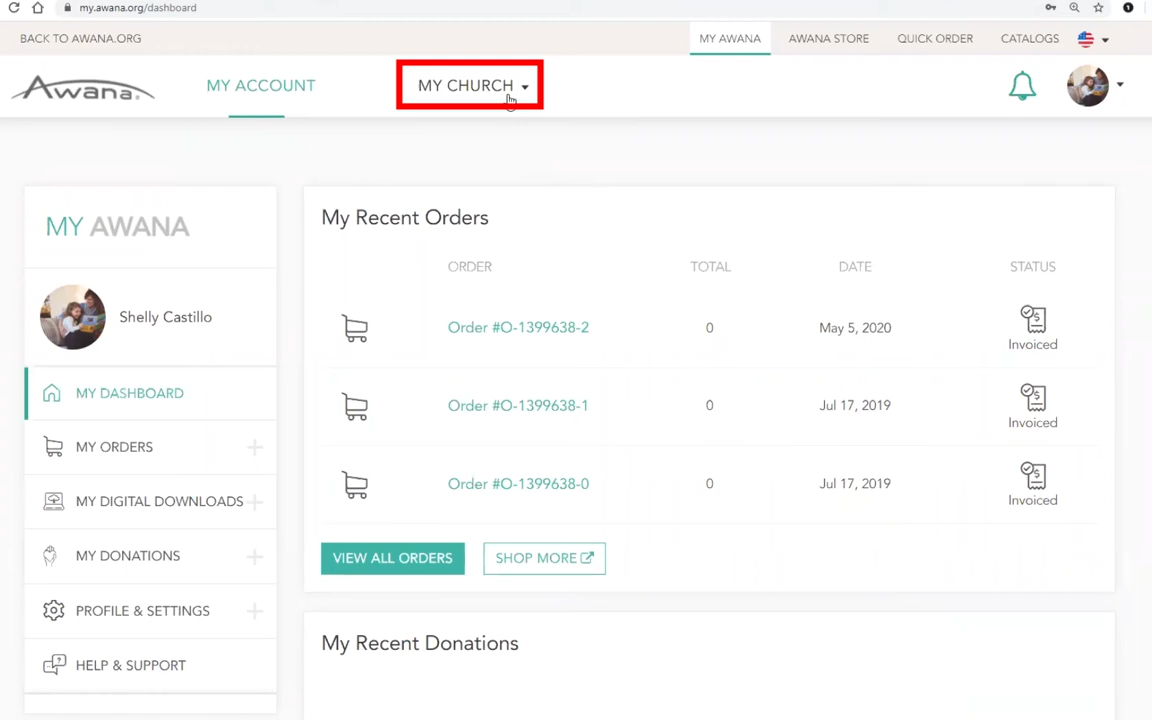 my.awana.org/dashboard
BACK TO AWANA.ORG
MY AWANA
AWANA STORE
QUICK ORDER
CATALOGS
Awana®
MY ACCOUNT
MY CHURCH
MY AWANA
Shelly Castillo
MY DASHBOARD
MY ORDERS
MY DIGITAL DOWNLOADS
MY DONATIONS
PROFILE & SETTINGS
HELP & SUPPORT
My Recent Orders
ORDER TOTAL DATE STATUS
Order #O-1399638-2 0 May 5, 2020 Invoiced
Order #O-1399638-1 0 Jul 17, 2019 Invoiced
Order #O-1399638-0 0 Jul 17, 2019 Invoiced
VIEW ALL ORDERS
SHOP MORE
My Recent Donations